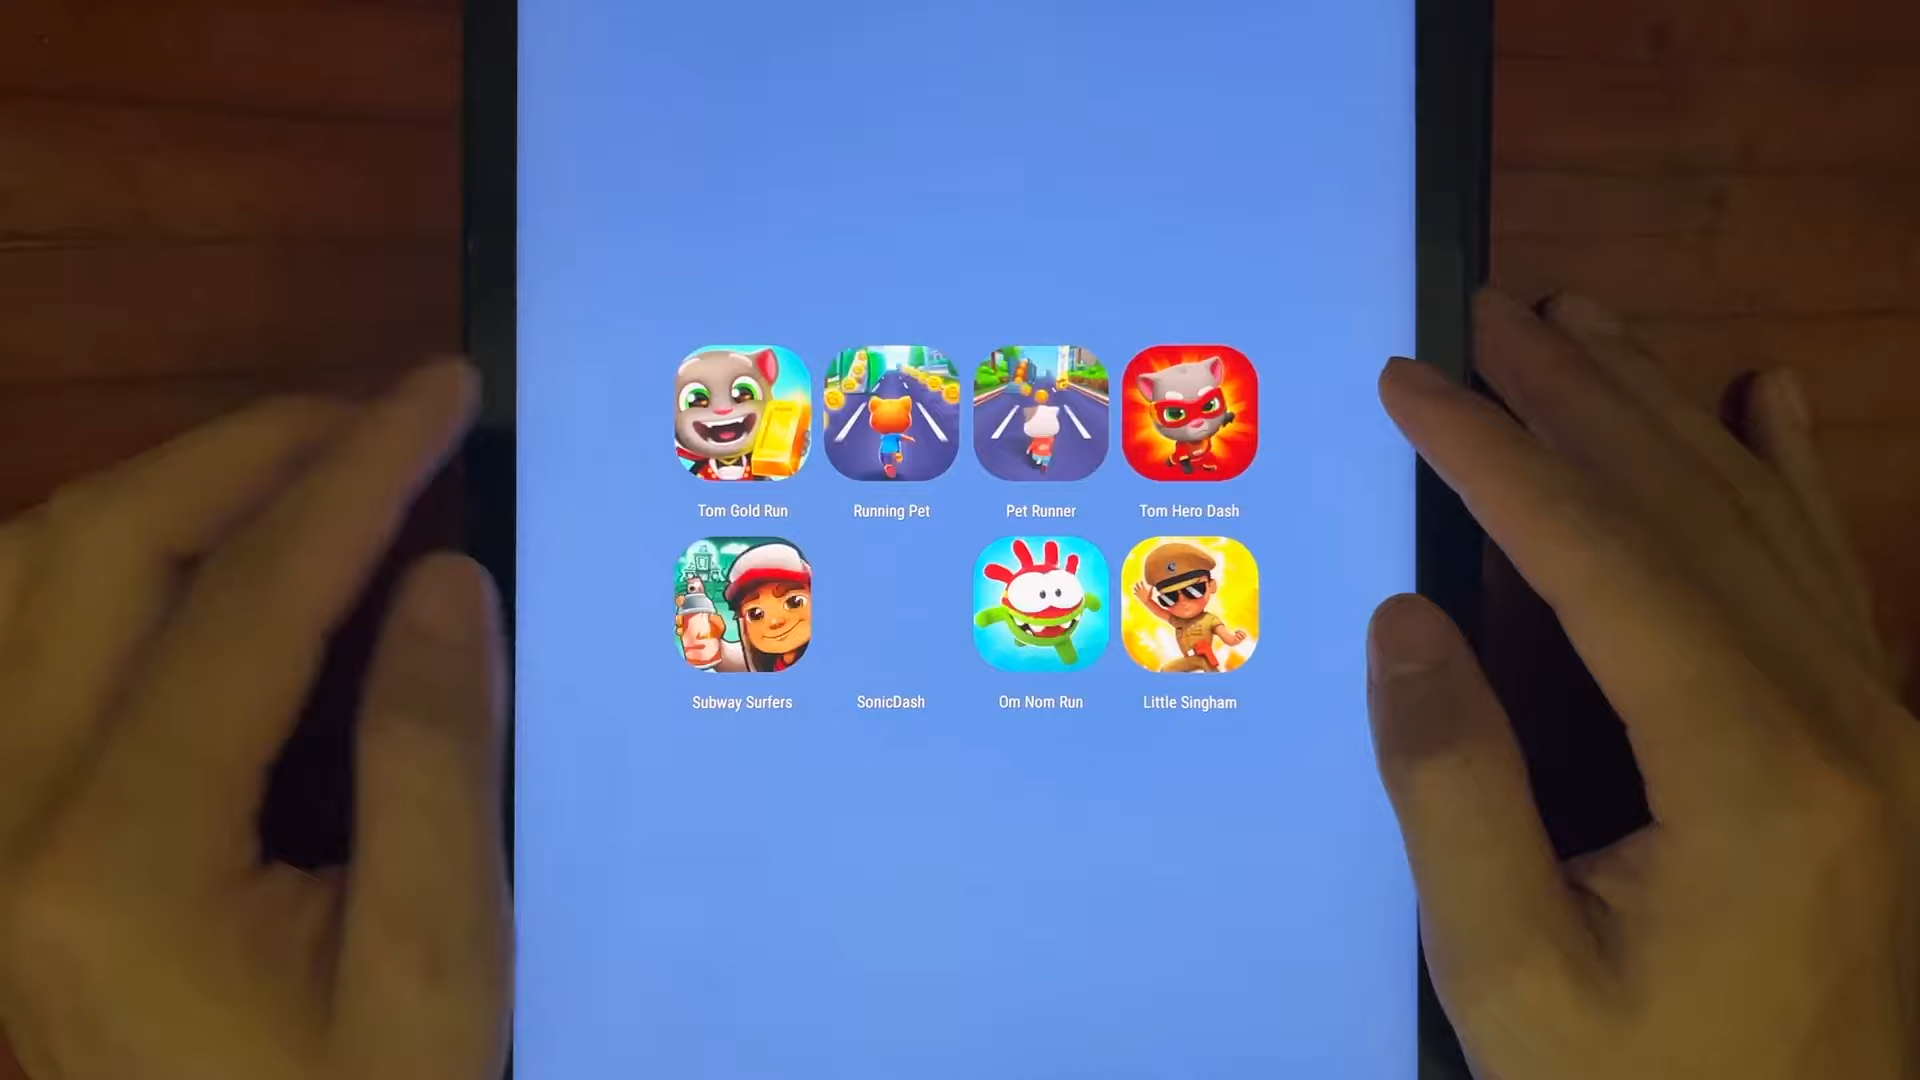 Tom Gold Run
Running Pet
Pet Runner
Tom Hero Dash
Subway Surfers
SonicDash
Om Nom Run
Little Singham